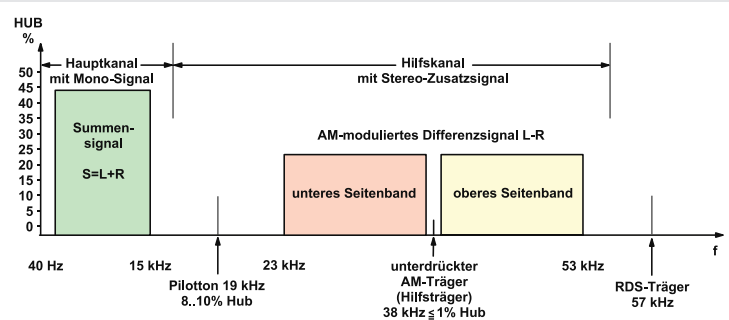 HUB
%
Hauptkanal
mit Mono-Signal
Hilfskanal
mit Stereo-Zusatzsignal
50
45
40
35
30
25
20
15
10
5
0
Summen-
signal
S=L+R
AM-moduliertes Differenzsignal L-R
unteres Seitenband
oberes Seitenband
f
40 Hz
15 kHz
23 kHz
53 kHz
Pilotton 19 kHz
8..10% Hub
unterdrückter
AM-Träger
(Hilfsträger)
38 kHz ≦ 1% Hub
RDS-Träger
57 kHz